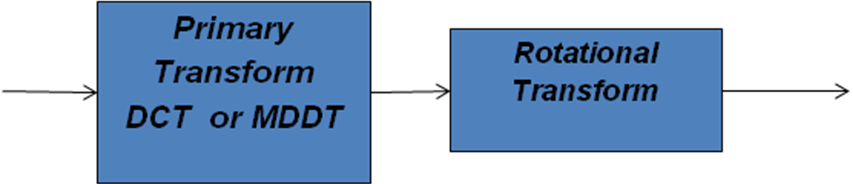 Primary
Transform
DCT or MDDT
Rotational
Transform